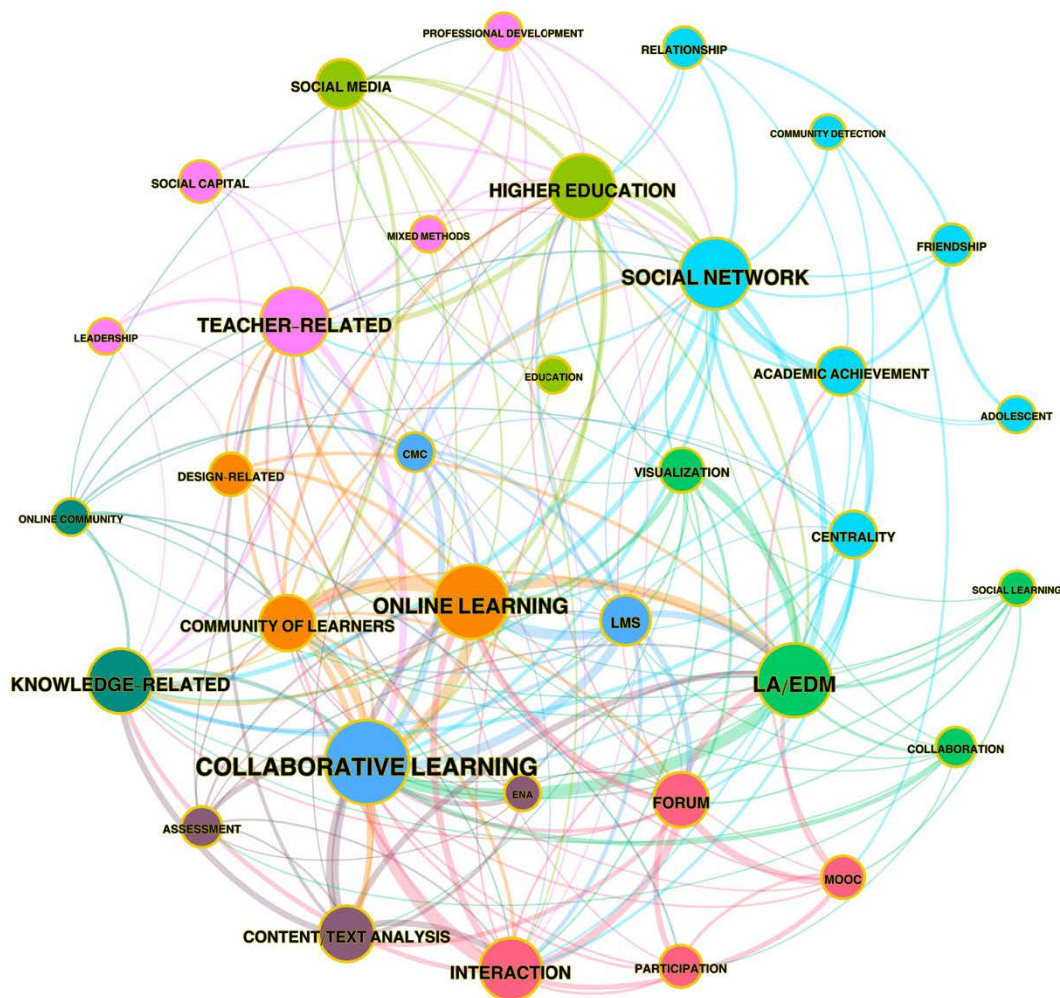 PROFESSIONAL DEVELOPMENT
RELATIONSHIP
SOCIAL MEDIA
COMMUNITY DETECTION
SOCIAL CAPITAL
HIGHER EDUCATION
MIXED METHODS
FRIENDSHIP
SOCIAL NETWORK
TEACHER-RELATED
LEADERSHIP
EDUCATION
ACADEMIC ACHIEVEMENT
ADOLESCENT
CMC
DESIGN-RELATED
VISUALIZATION
ONLINE COMMUNITY
CENTRALITY
SOCIAL LEARNING
ONLINE LEARNING
COMMUNITY OF LEARNERS
LMS
KNOWLEDGE-RELATED
LA/EDM
COLLABORATION
COLLABORATIVE LEARNING
ENA
FORUM
ASSESSMENT
MOOC
CONTENT/TEXT ANALYSIS
INTERACTION
PARTICIPATION